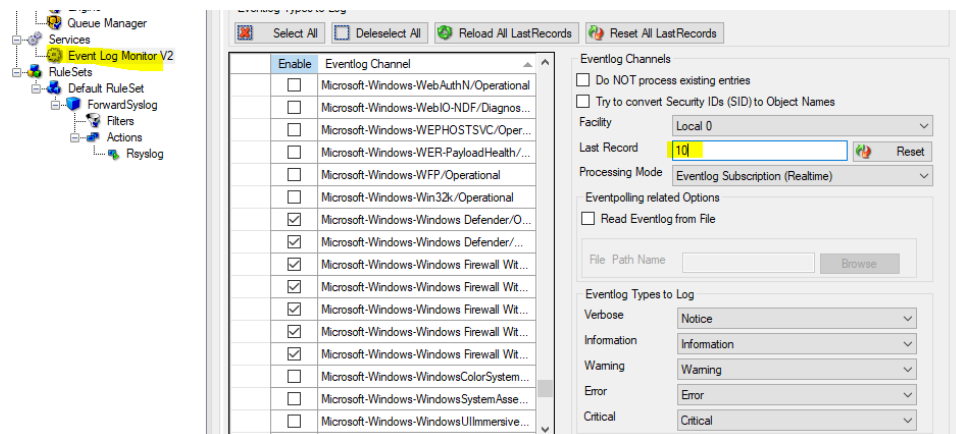 Queue Manager
Services
Event Log Monitor V2
RuleSets
Default RuleSet
ForwardSyslog
Filters
Actions
Rsyslog
Select All
Deleselect All
Reload All LastRecords
Reset All LastRecords
Enable Eventlog Channel
Microsoft-Windows-WebAuthN/Operational
Microsoft-Windows-WebIO-NDF/Diagnos...
Microsoft-Windows-WEPHOSTSVC/Oper...
Microsoft-Windows-WER-PayloadHealth/...
Microsoft-Windows-WFP/Operational
Microsoft-Windows-Win32k/Operational
Microsoft-Windows-Windows Defender/O...
Microsoft-Windows-Windows Defender/...
Microsoft-Windows-Windows Firewall Wit...
Microsoft-Windows-Windows Firewall Wit...
Microsoft-Windows-Windows Firewall Wit...
Microsoft-Windows-Windows Firewall Wit...
Microsoft-Windows-Windows Firewall Wit...
Microsoft-Windows-WindowsColorSystem...
Microsoft-Windows-WindowsSystemAsse...
Microsoft-Windows-WindowsUIImmersive...
Eventlog Channels
Do NOT process existing entries
Try to convert Security IDs (SID) to Object Names
Facility Local 0
Last Record 10 Reset
Processing Mode Eventlog Subscription (Realtime)
Eventpolling related Options
Read Eventlog from File
File Path Name Browse
Eventlog Types to Log
Verbose Notice
Information Information
Warning Warning
Error Error
Critical Critical